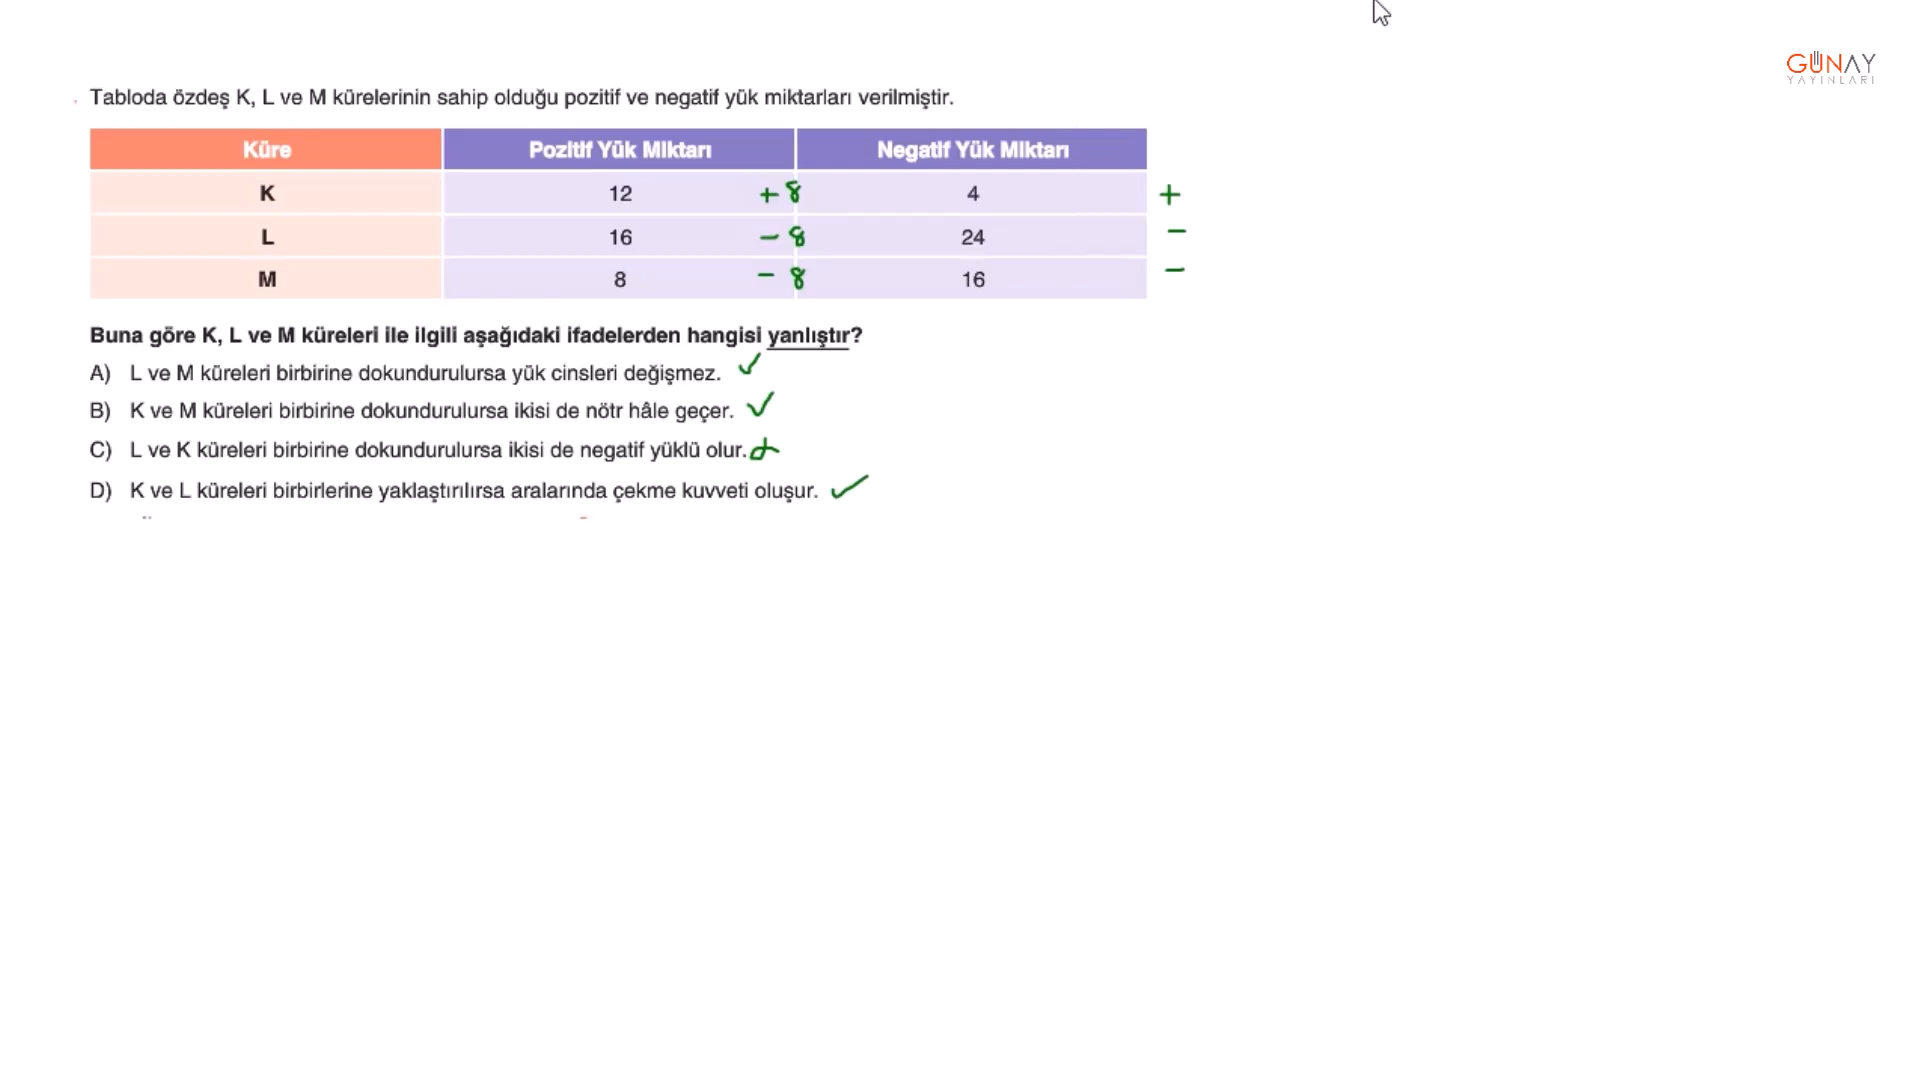 GÜNAY
YAYINLARI
Tabloda özdeş K, L ve M kürelerinin sahip olduğu pozitif ve negatif yük miktarları verilmiştir.
Küre Pozitif Yük Miktarı Negatif Yük Miktarı
K 12 +8 4 +
L 16 -8 24 -
M 8 -8 16 -
Buna göre K, L ve M küreleri ile ilgili aşağıdaki ifadelerden hangisi yanlıştır?
A) L ve M küreleri birbirine dokundurulursa yük cinsleri değişmez. ✓
B) K ve M küreleri birbirine dokundurulursa ikisi de nötr hâle geçer. ✓
C) L ve K küreleri birbirine dokundurulursa ikisi de negatif yüklü olur.
D) K ve L küreleri birbirlerine yaklaştırılırsa aralarında çekme kuvveti oluşur. ✓